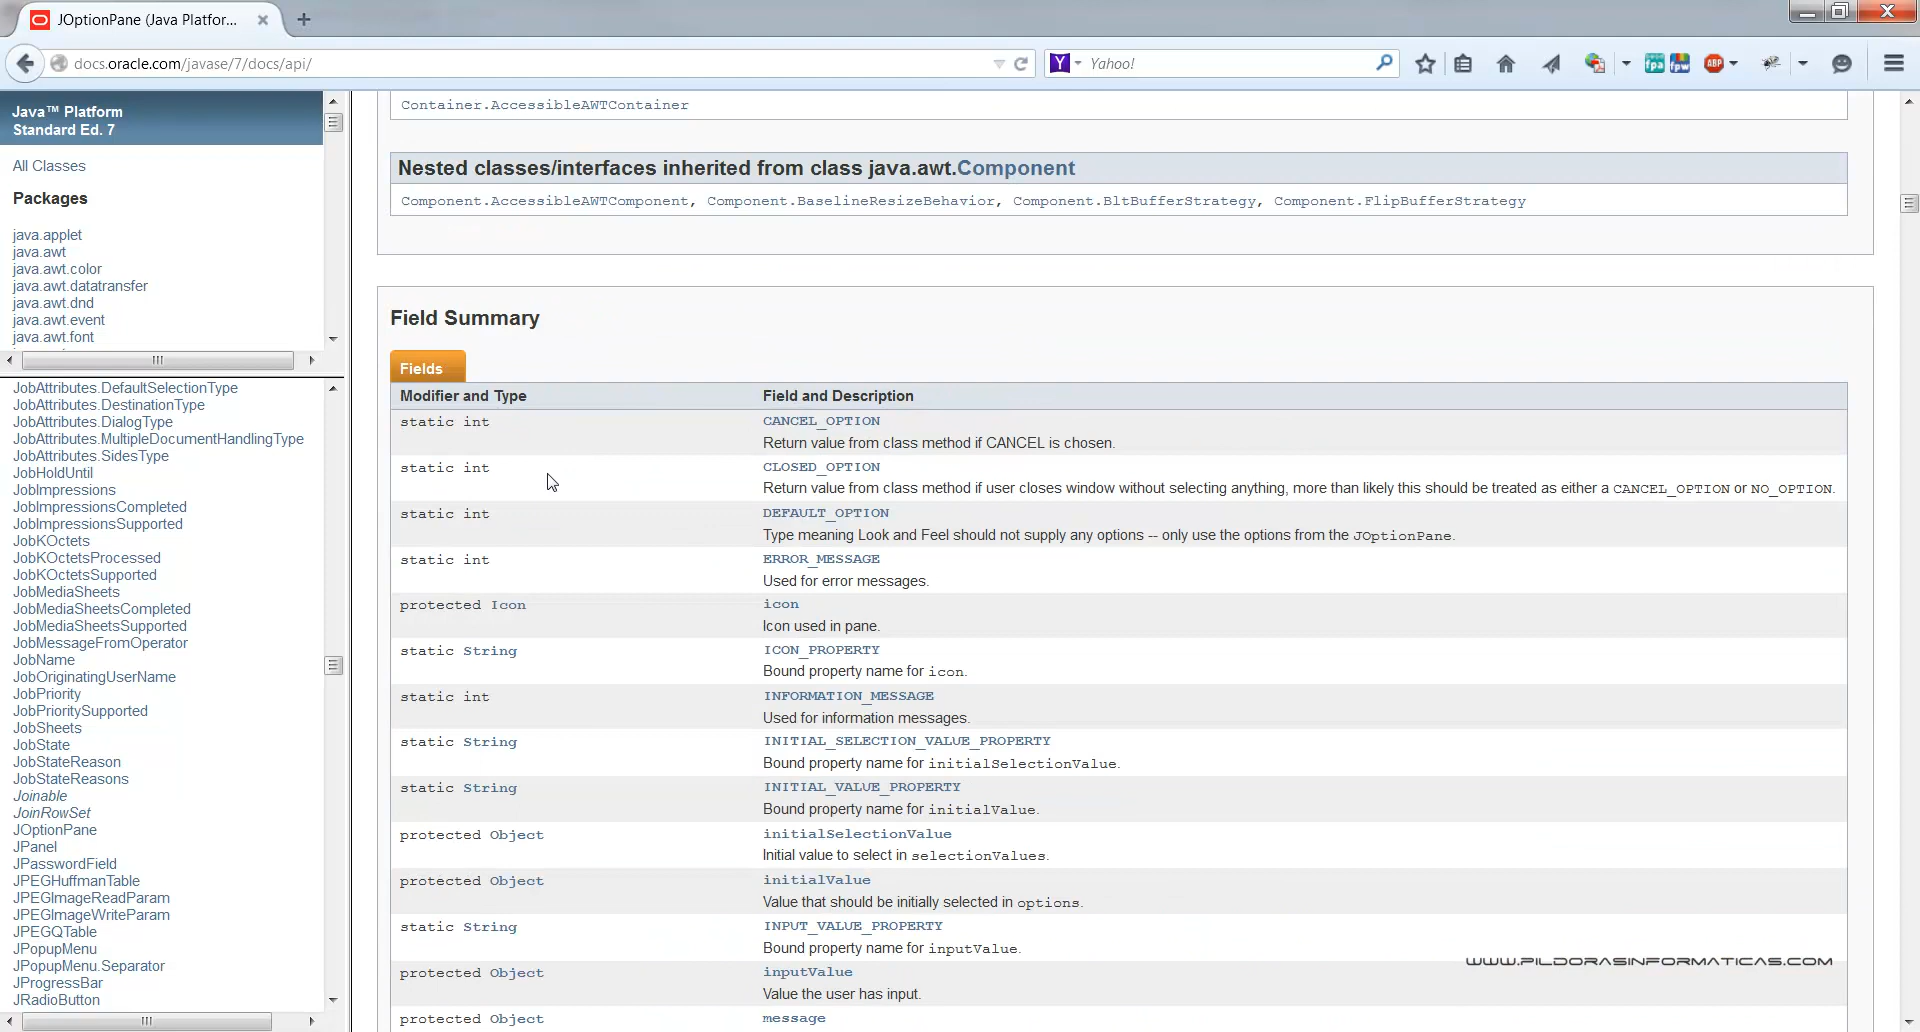 JOptionPane (Java Platfor...
docs.oracle.com/javase/7/docs/api/
Yahoo!
Java™ Platform
Standard Ed. 7
All Classes
Packages
java.applet
java.awt
java.awt.color
java.awt.datatransfer
java.awt.dnd
java.awt.event
java.awt.font
JobAttributes.DefaultSelectionType
JobAttributes.DestinationType
JobAttributes.DialogType
JobAttributes.MultipleDocumentHandlingType
JobAttributes.SidesType
JobHoldUntil
JobImpressions
JobImpressionsCompleted
JobImpressionsSupported
JobKOctets
JobKOctetsProcessed
JobKOctetsSupported
JobMediaSheets
JobMediaSheetsCompleted
JobMediaSheetsSupported
JobMessageFromOperator
JobName
JobOriginatingUserName
JobPriority
JobPrioritySupported
JobSheets
JobState
JobStateReason
JobStateReasons
Joinable
JoinRowSet
JOptionPane
JPanel
JPasswordField
JPEGHuffmanTable
JPEGImageReadParam
JPEGImageWriteParam
JPEGQTable
JPopupMenu
JPopupMenu.Separator
JProgressBar
JRadioButton
Container.AccessibleAWTContainer
Nested classes/interfaces inherited from class java.awt.Component
Component.AccessibleAWTComponent, Component.BaselineResizeBehavior, Component.BltBufferStrategy, Component.FlipBufferStrategy
Field Summary
Fields
Modifier and Type Field and Description
static int CANCEL_OPTION
Return value from class method if CANCEL is chosen.
static int CLOSED_OPTION
Return value from class method if user closes window without selecting anything, more than likely this should be treated as either a CANCEL_OPTION or NO_OPTION.
static int DEFAULT_OPTION
Type meaning Look and Feel should not supply any options -- only use the options from the JOptionPane.
static int ERROR_MESSAGE
Used for error messages.
protected Icon icon
Icon used in pane.
static String ICON_PROPERTY
Bound property name for icon.
static int INFORMATION_MESSAGE
Used for information messages.
static String INITIAL_SELECTION_VALUE_PROPERTY
Bound property name for initialSelectionValue.
static String INITIAL_VALUE_PROPERTY
Bound property name for initialValue.
protected Object initialSelectionValue
Initial value to select in selectionValues.
protected Object initialValue
Value that should be initially selected in options.
static String INPUT_VALUE_PROPERTY
Bound property name for inputValue.
protected Object inputValue
Value the user has input.
protected Object message
WWW.PILDORASINFORMATICAS.COM
fpa
fpw
ABP
Y